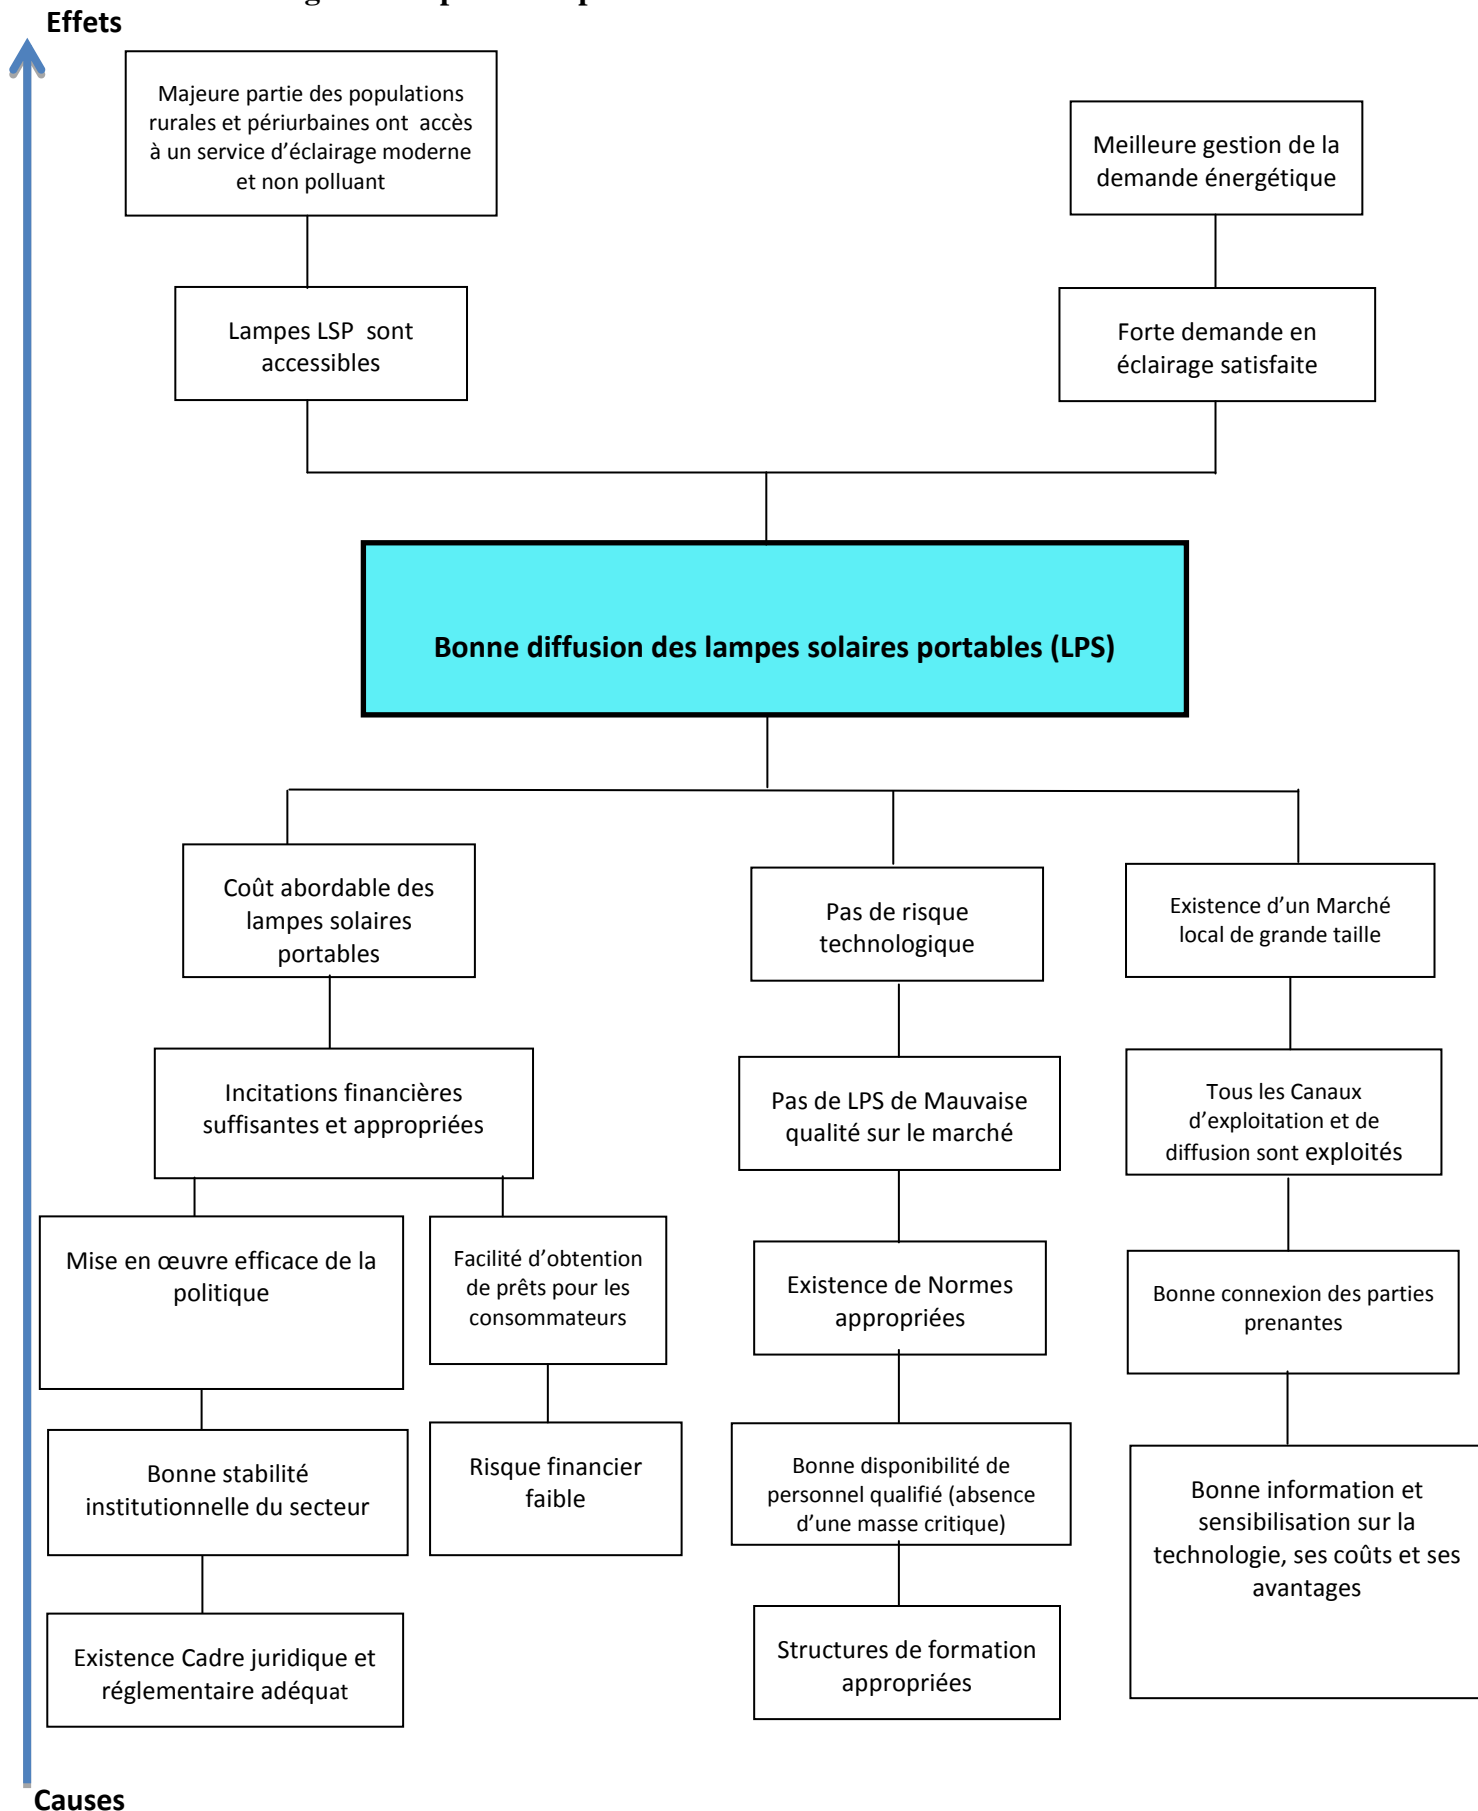 Effets
Majeure partie des populations
rurales et périurbaines ont accès
à un service d’éclairage moderne
et non polluant
Meilleure gestion de la
demande énergétique
Lampes LSP sont
accessibles
Forte demande en
éclairage satisfaite
Bonne diffusion des lampes solaires portables (LPS)
Coût abordable des
lampes solaires
portables
Pas de risque
technologique
Existence d’un Marché
local de grande taille
Incitations financières
suffisantes et appropriées
Pas de LPS de Mauvaise
qualité sur le marché
Tous les Canaux
d’exploitation et de
diffusion sont exploités
Mise en œuvre efficace de la
politique
Facilité d’obtention
de prêts pour les
consommateurs
Existence de Normes
appropriées
Bonne connexion des parties
prenantes
Bonne stabilité
institutionnelle du secteur
Risque financier
faible
Bonne disponibilité de
personnel qualifié (absence
d’une masse critique)
Bonne information et
sensibilisation sur la
technologie, ses coûts et ses
avantages
Existence Cadre juridique et
réglementaire adéquat
Structures de formation
appropriées
Causes